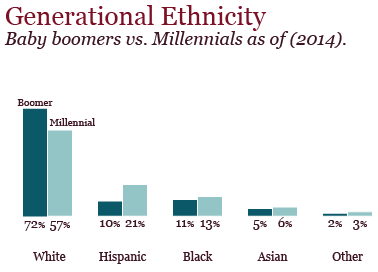 Generational Ethnicity
Baby boomers vs. Millennials as of (2014).
Boomer
Millennial
72% 57% 10% 21% 11% 13% 5% 6% 2% 3%
White Hispanic Black Asian Other